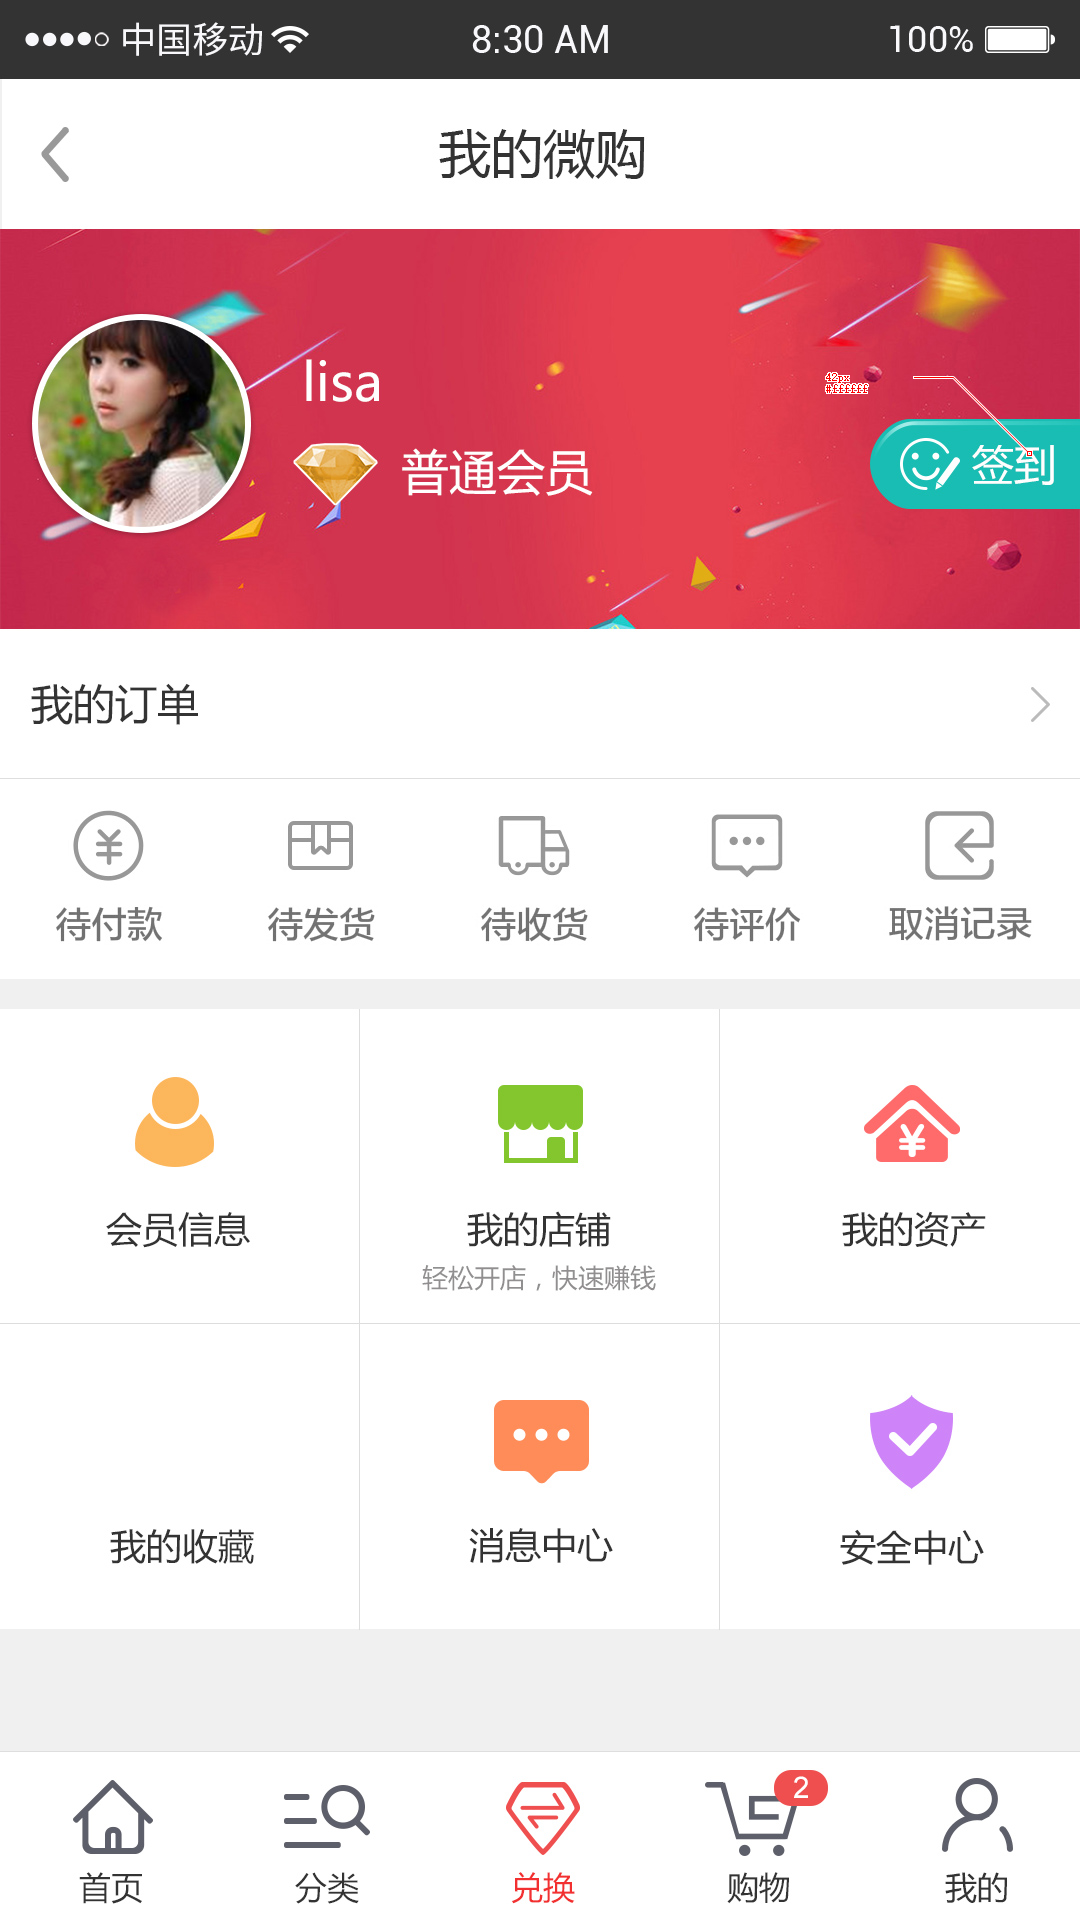 中国移动 8:30 AM 100%
我的微购
lisa
42px
#ffffff
普通会员
签到
我的订单
待付款 待发货 待收货 待评价 取消记录
会员信息 我的店铺 我的资产
轻松开店，快速赚钱
我的收藏 消息中心 安全中心
2
首页 分类 兑换 购物 我的